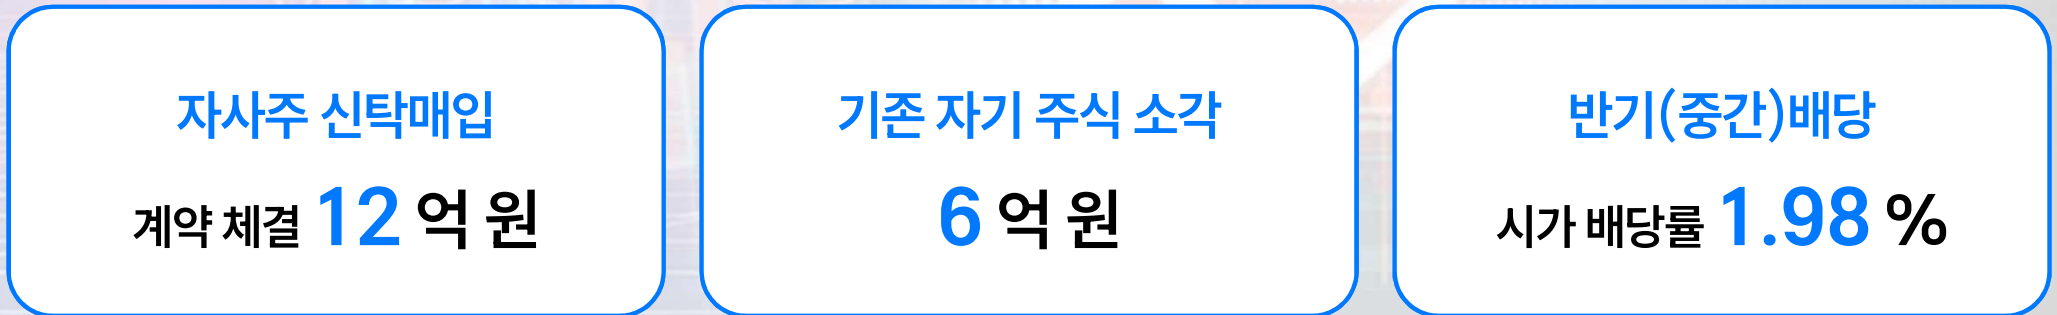 자사주 신탁매입
계약 체결 12 억 원
기존 자기 주식 소각
6 억 원
반기(중간)배당
시가 배당률 1.98 %